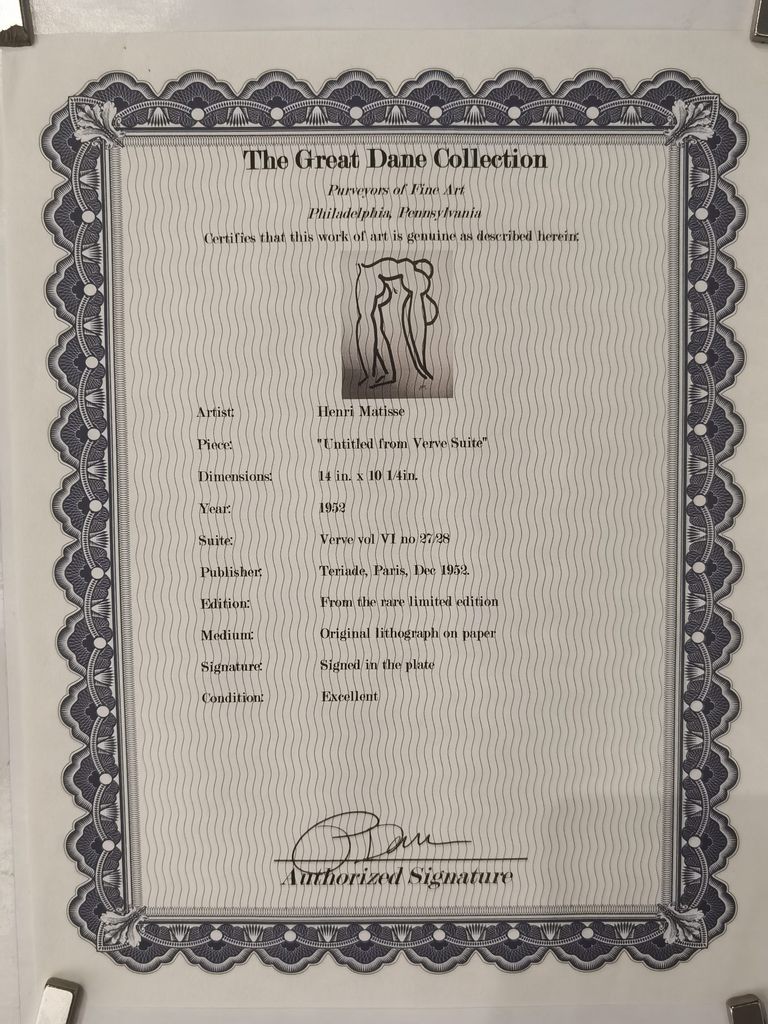 The Great Dane Collection
Purveyors of Fine Art
Philadelphia, Pennsylvania
Certifies that this work of art is genuine as described herein:
Artist: Henri Matisse
Piece: "Untitled from Verve Suite"
Dimensions: 14 in. x 10 1/4in.
Year: 1952
Suite: Verve vol VI no 27/28
Publisher: Teriade, Paris, Dec 1952.
Edition: From the rare limited edition
Medium: Original lithograph on paper
Signature: Signed in the plate
Condition: Excellent
Authorized Signature